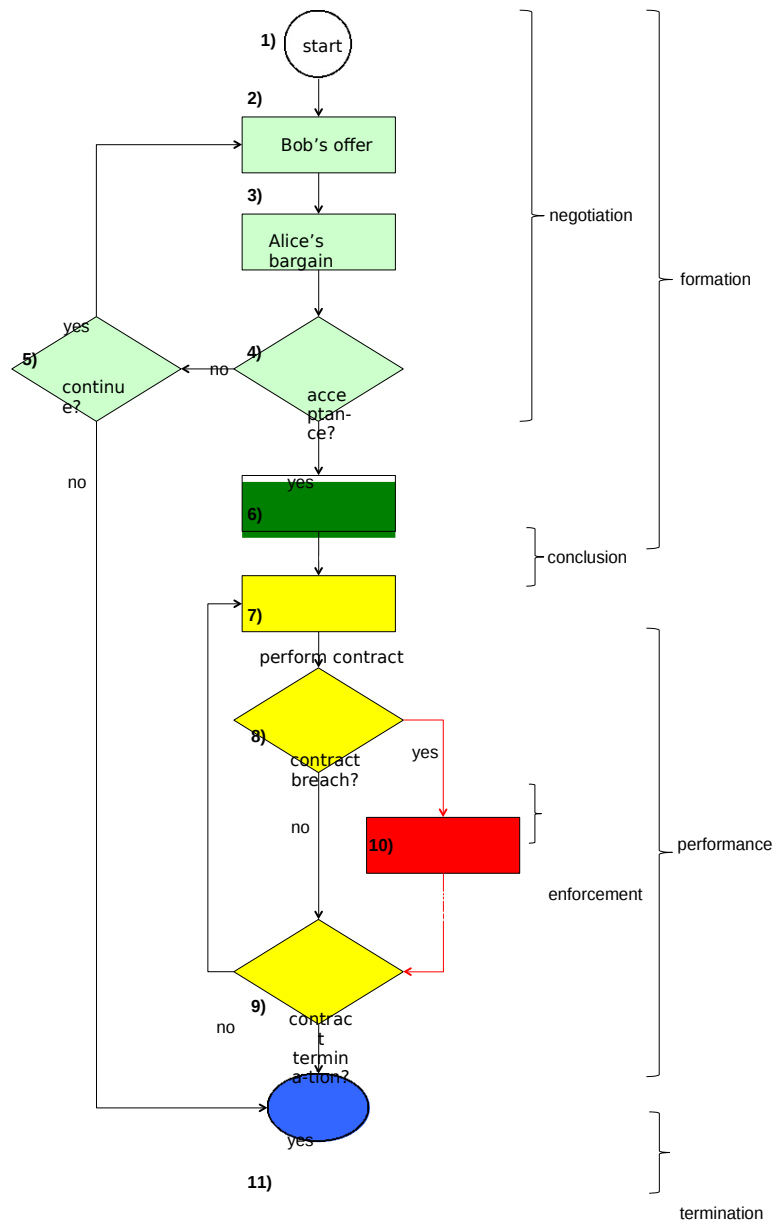 1)
start
2)
Bob’s offer
3)
Alice’s
bargain
negotiation
formation
yes
5)
continu
e?
no
4)
acce
ptan-
ce?
no
yes
6)
conclusion
7)
perform contract
8)
contract
breach?
yes
no
10)
performance
enforcement
9)
no
contrac
t
termin
a-tion?
yes
11)
termination